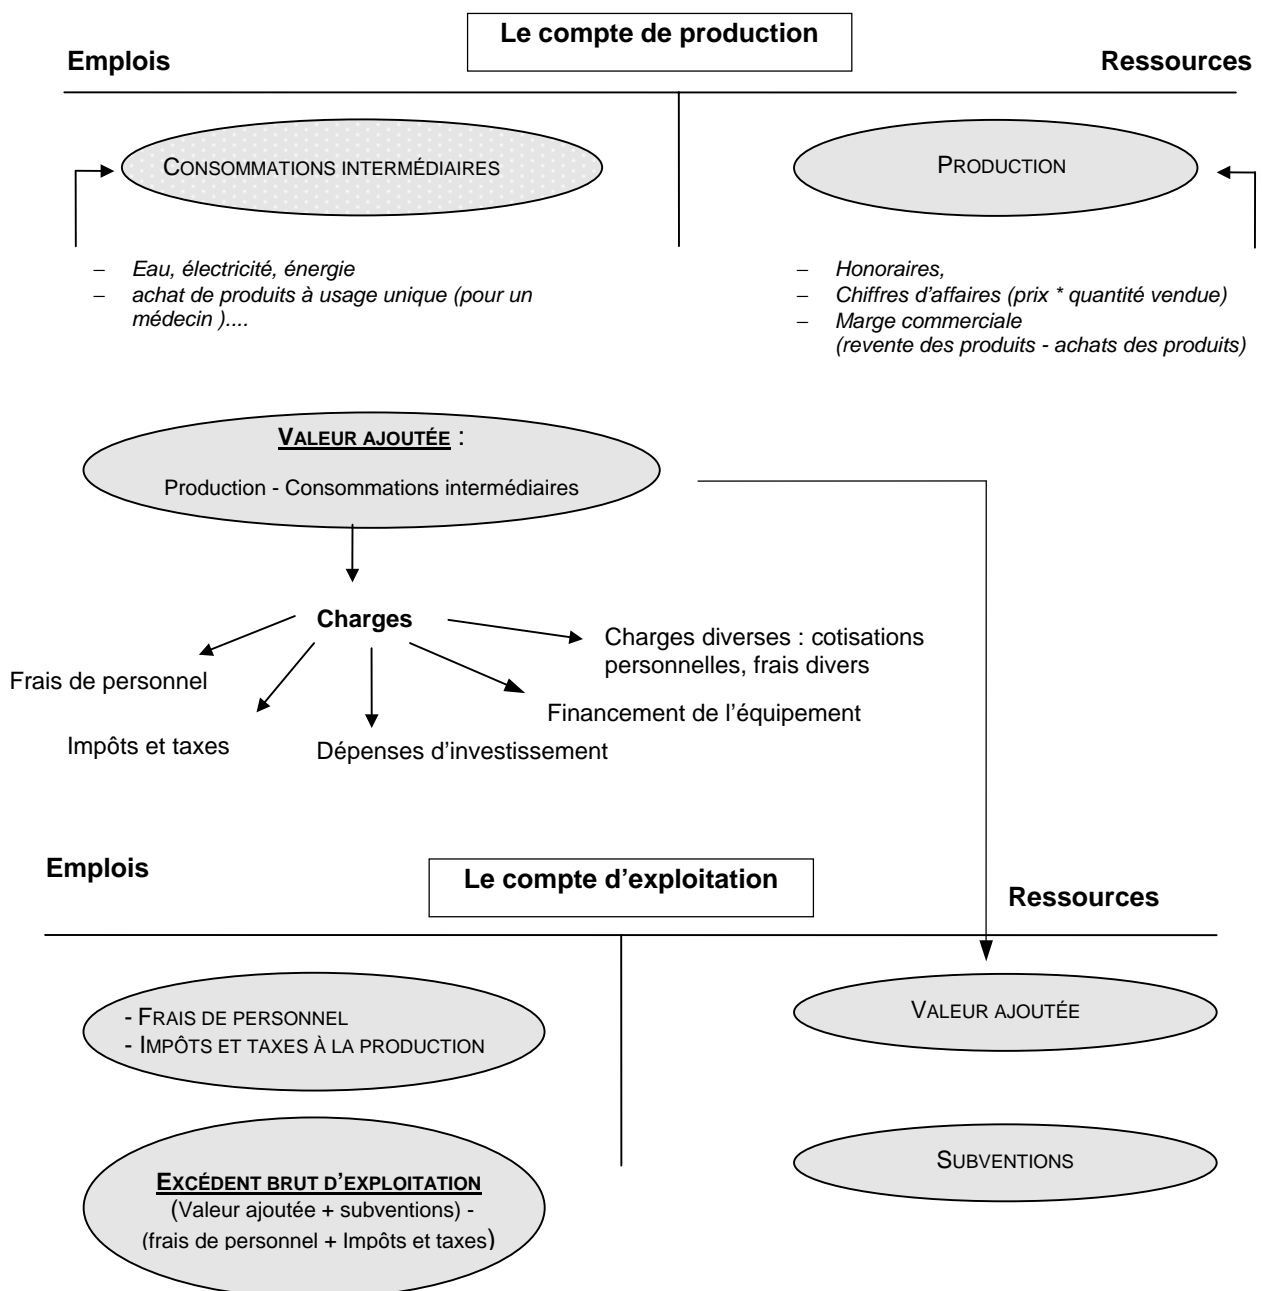 Le compte de production
Emplois
Ressources
CONSOMMATIONS INTERMÉDIAIRES
PRODUCTION
– Eau, électricité, énergie
– achat de produits à usage unique (pour un
médecin )....
– Honoraires,
– Chiffres d'affaires (prix * quantité vendue)
– Marge commerciale
(revente des produits - achats des produits)
VALEUR AJOUTÉE :
Production - Consommations intermédiaires
Charges
Charges diverses : cotisations
personnelles, frais divers
Frais de personnel
Financement de l’équipement
Impôts et taxes
Dépenses d’investissement
Emplois
Le compte d’exploitation
Ressources
- FRAIS DE PERSONNEL
- IMPÔTS ET TAXES À LA PRODUCTION
VALEUR AJOUTÉE
SUBVENTIONS
EXCÉDENT BRUT D’EXPLOITATION
(Valeur ajoutée + subventions) -
(frais de personnel + Impôts et taxes)